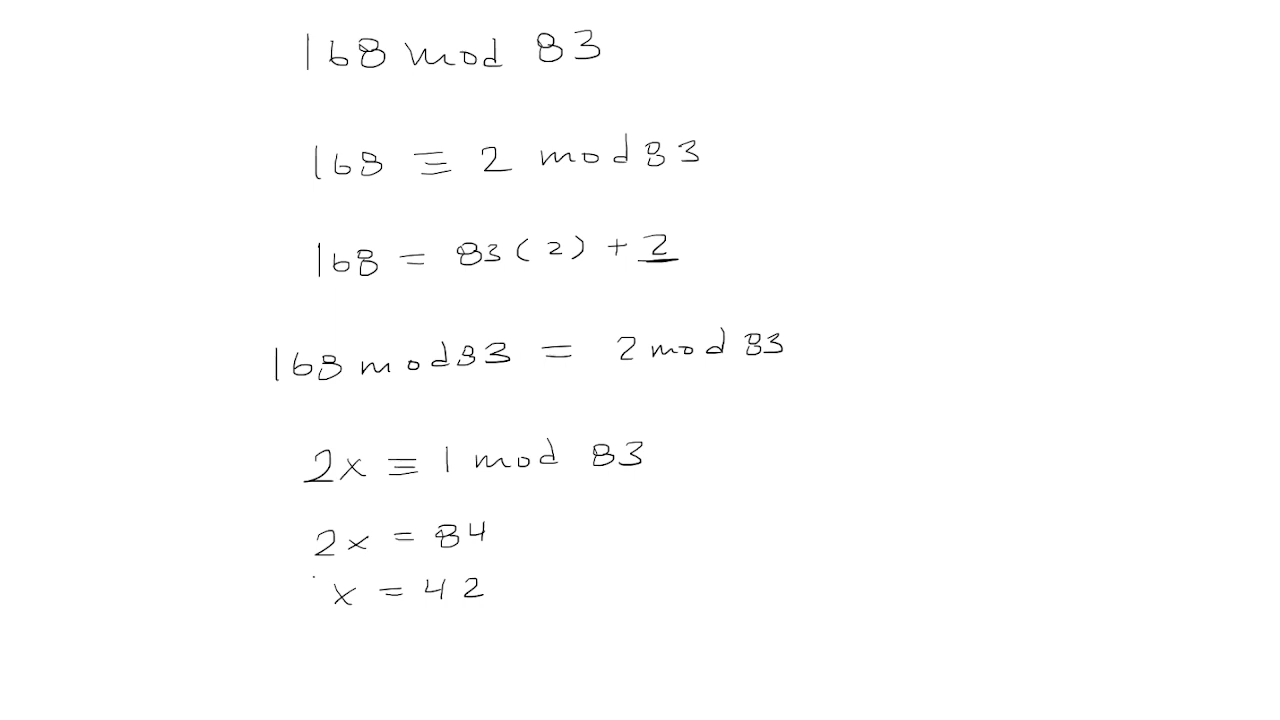 168 mod 83
168 ≡ 2 mod 83
168 = 83(2) + 2
168 mod 83 = 2 mod 83
2x ≡ 1 mod 83
2x = 84
x = 42